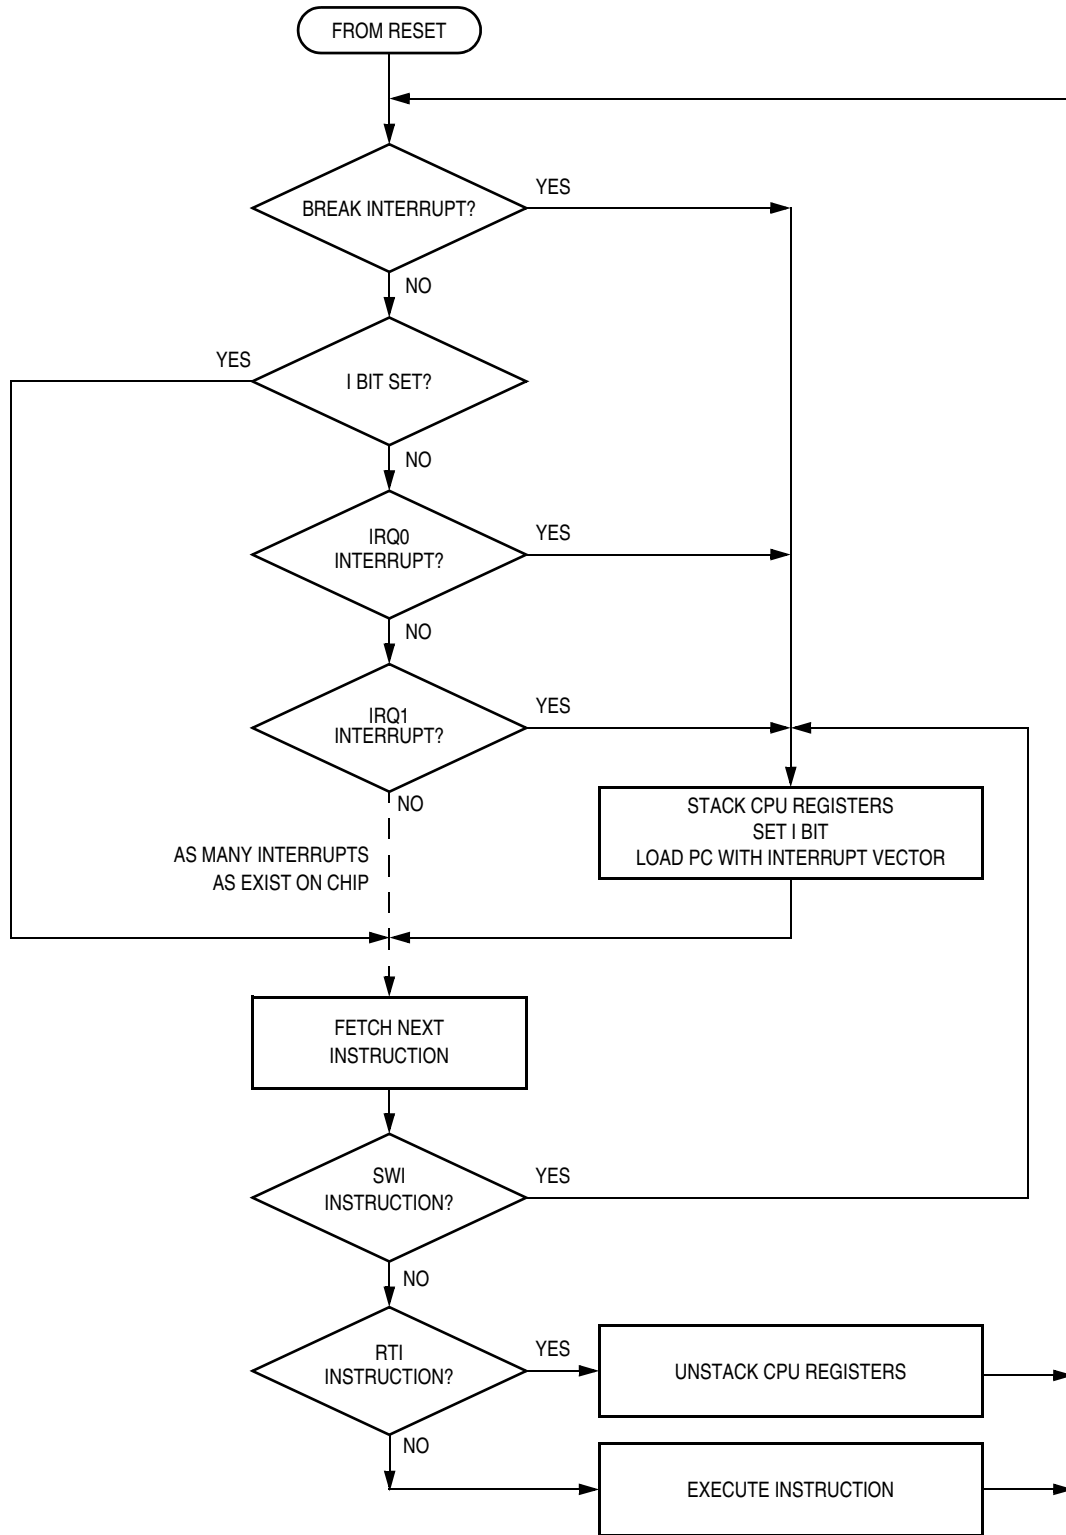 FROM RESET
BREAK INTERRUPT?
YES
NO
YES
I BIT SET?
NO
IRQ0
INTERRUPT?
YES
NO
IRQ1
INTERRUPT?
YES
NO
STACK CPU REGISTERS
SET I BIT
LOAD PC WITH INTERRUPT VECTOR
AS MANY INTERRUPTS
AS EXIST ON CHIP
FETCH NEXT
INSTRUCTION
SWI
INSTRUCTION?
YES
NO
RTI
INSTRUCTION?
YES
UNSTACK CPU REGISTERS
NO
EXECUTE INSTRUCTION